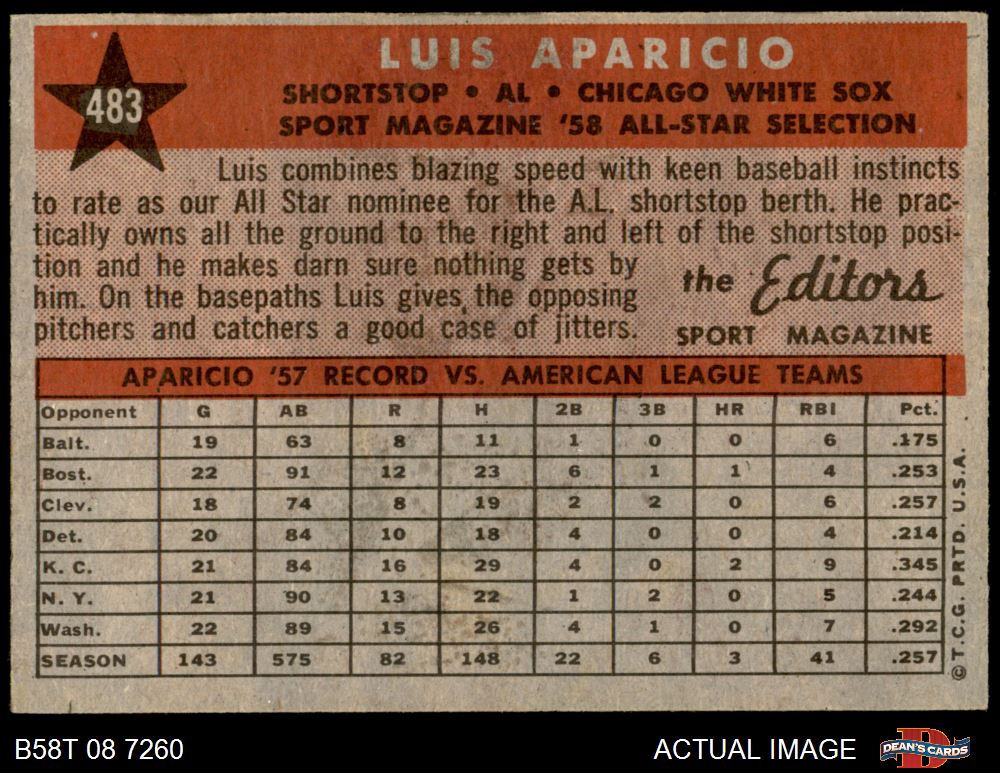 483
LUIS APARICIO
SHORTSTOP • AL • CHICAGO WHITE SOX
SPORT MAGAZINE '58 ALL-STAR SELECTION
Luis combines blazing speed with keen baseball instincts
to rate as our All Star nominee for the A.L. shortstop berth. He prac-
tically owns all the ground to the right and left of the shortstop posi-
tion and he makes darn sure nothing gets by
him. On the basepaths Luis gives the opposing
pitchers and catchers a good case of jitters.
the Editors
SPORT MAGAZINE
APARICIO '57 RECORD VS. AMERICAN LEAGUE TEAMS
Opponent G AB R H 2B 3B HR RBI Pct.
Balt. 19 63 8 11 1 0 0 6 .175
Bost. 22 91 12 23 6 1 1 4 .253
Clev. 18 74 8 19 2 2 0 6 .257
Det. 20 84 10 18 4 0 0 4 .214
K. C. 21 84 16 29 4 0 2 9 .345
N. Y. 21 90 13 22 1 2 0 5 .244
Wash. 22 89 15 26 4 1 0 7 .292
SEASON 143 575 82 148 22 6 3 41 .257
© T.C.G. PRTD. U.S.A.
B58T 08 7260
ACTUAL IMAGE
DEAN'S CARDS